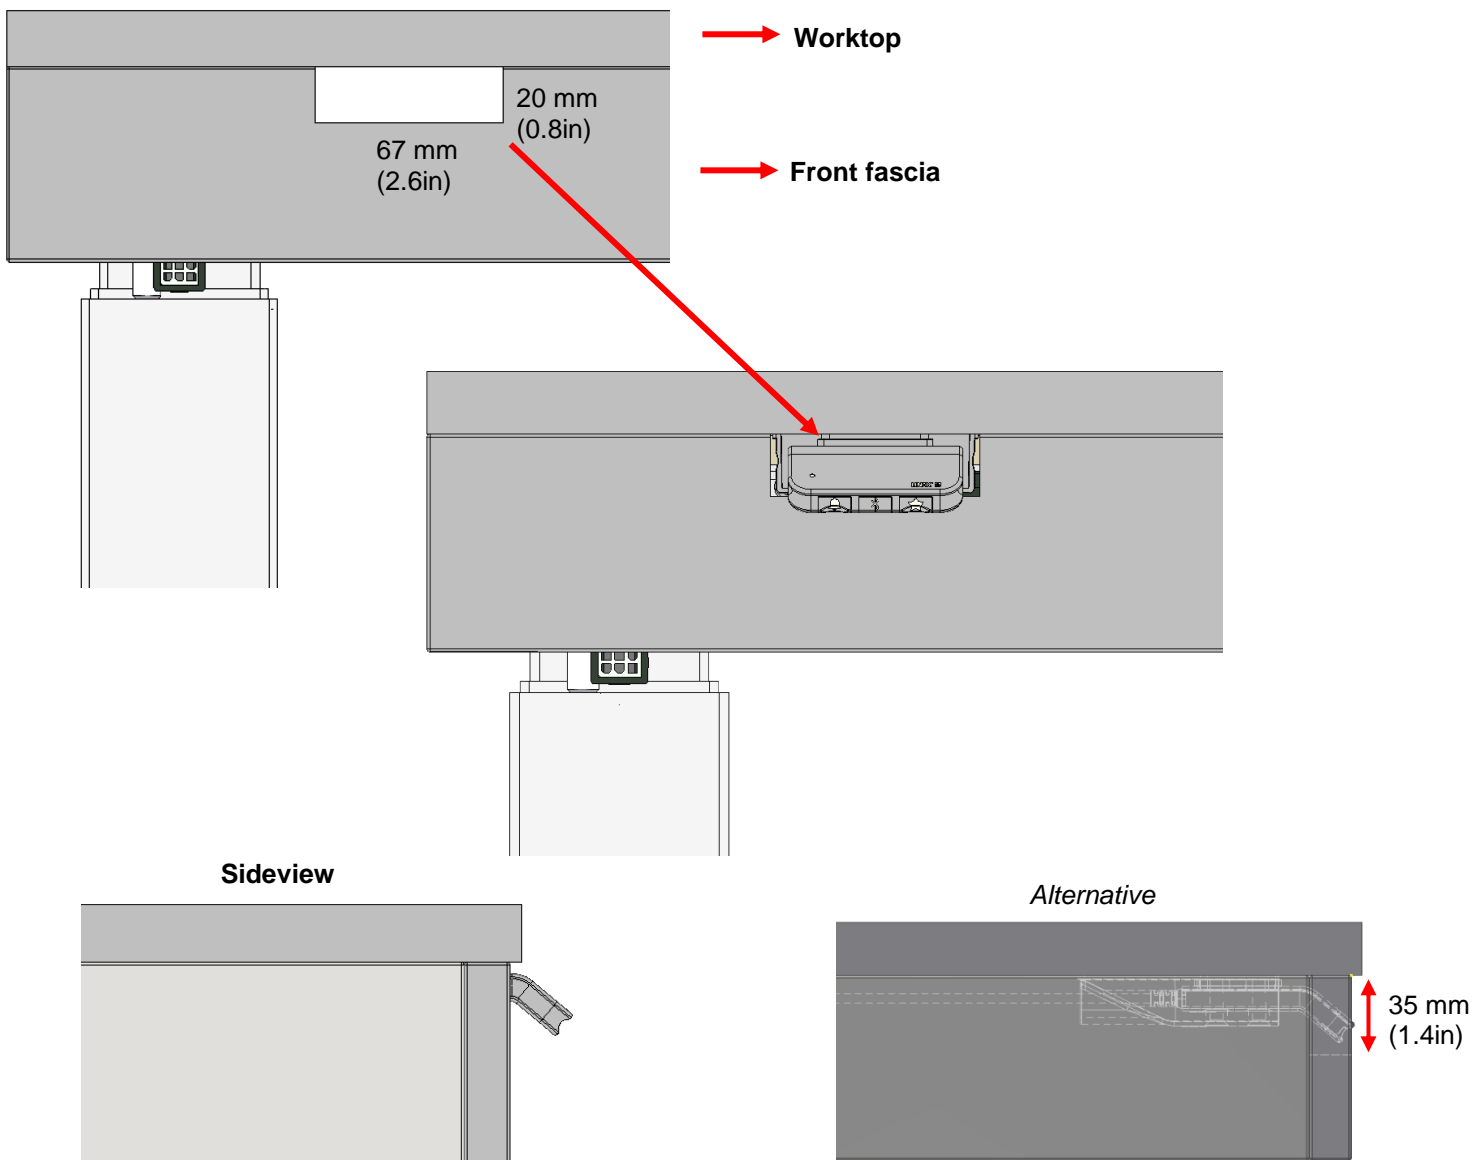 Worktop
20 mm
(0.8in)
67 mm
(2.6in)
Front fascia
Sideview
Alternative
35 mm
(1.4in)